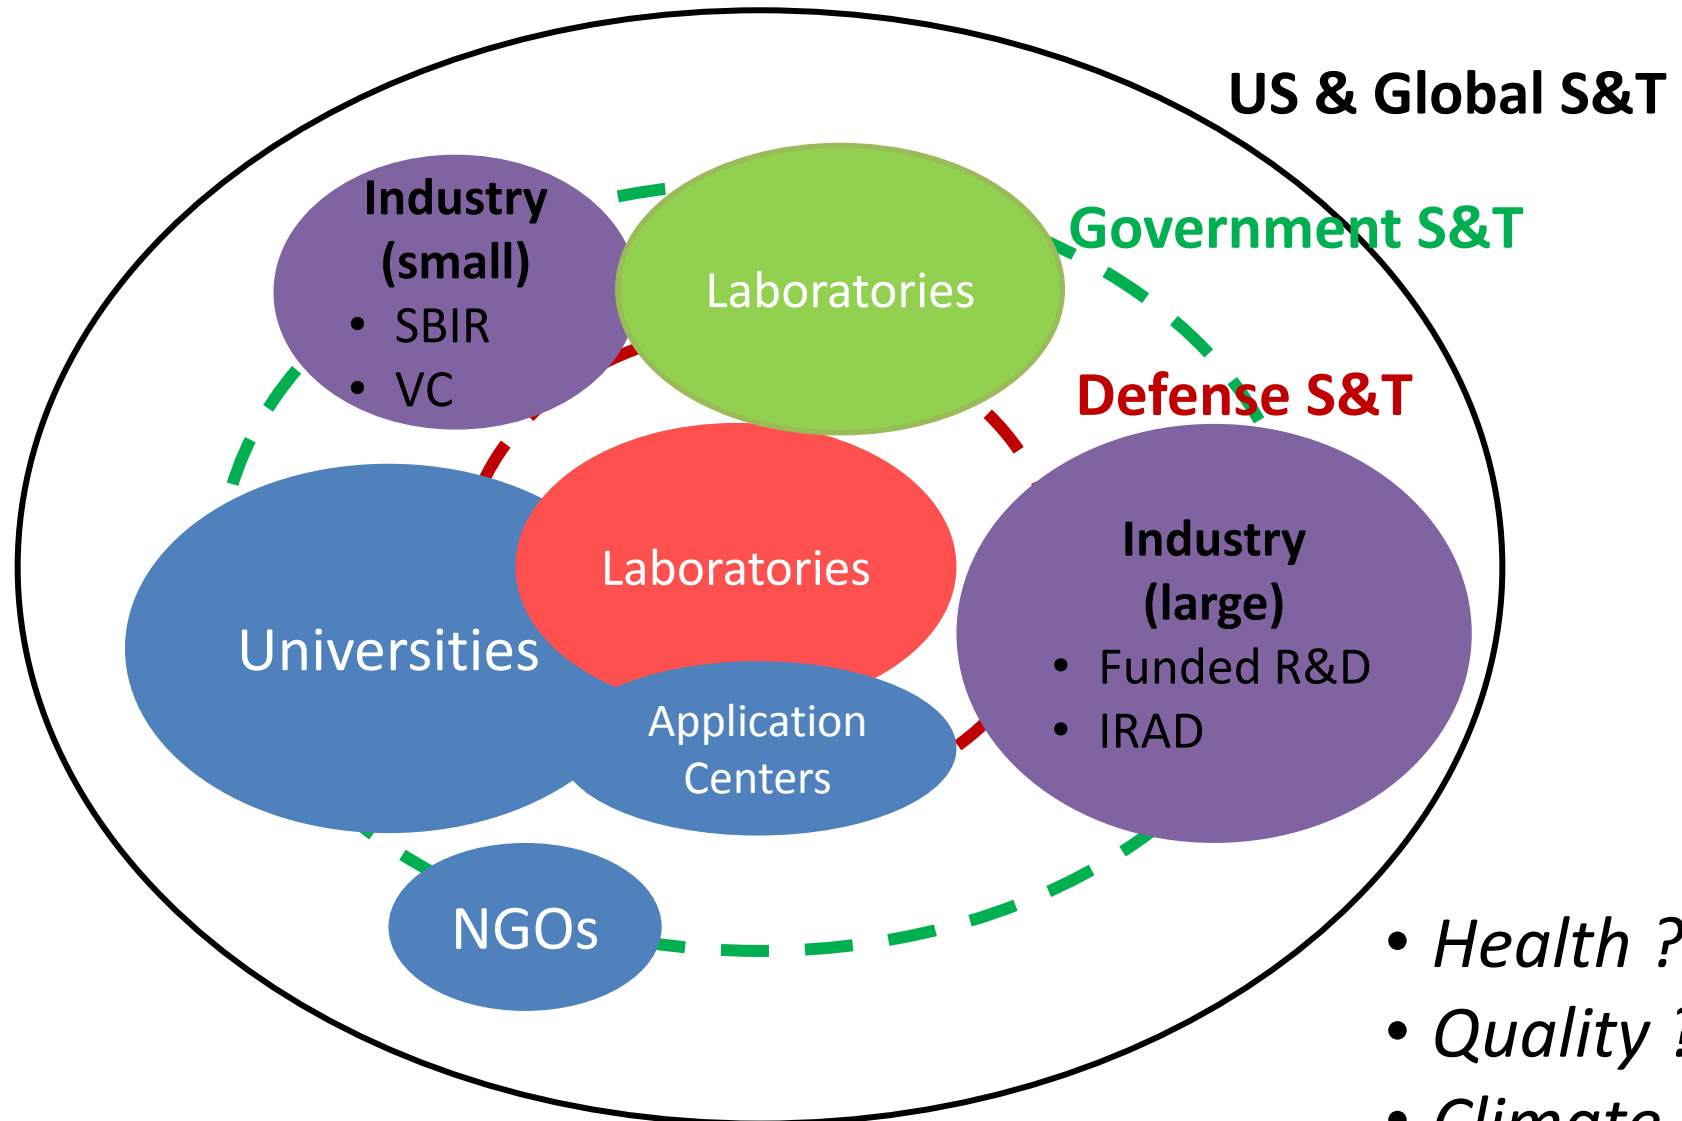 US & Global S&T
Industry
(small)
• SBIR
• VC
Laboratories
Government S&T
Defense S&T
Laboratories
Universities
Industry
(large)
• Funded R&D
• IRAD
Application
Centers
NGOs
• Health ?
• Quality ?
• Climate